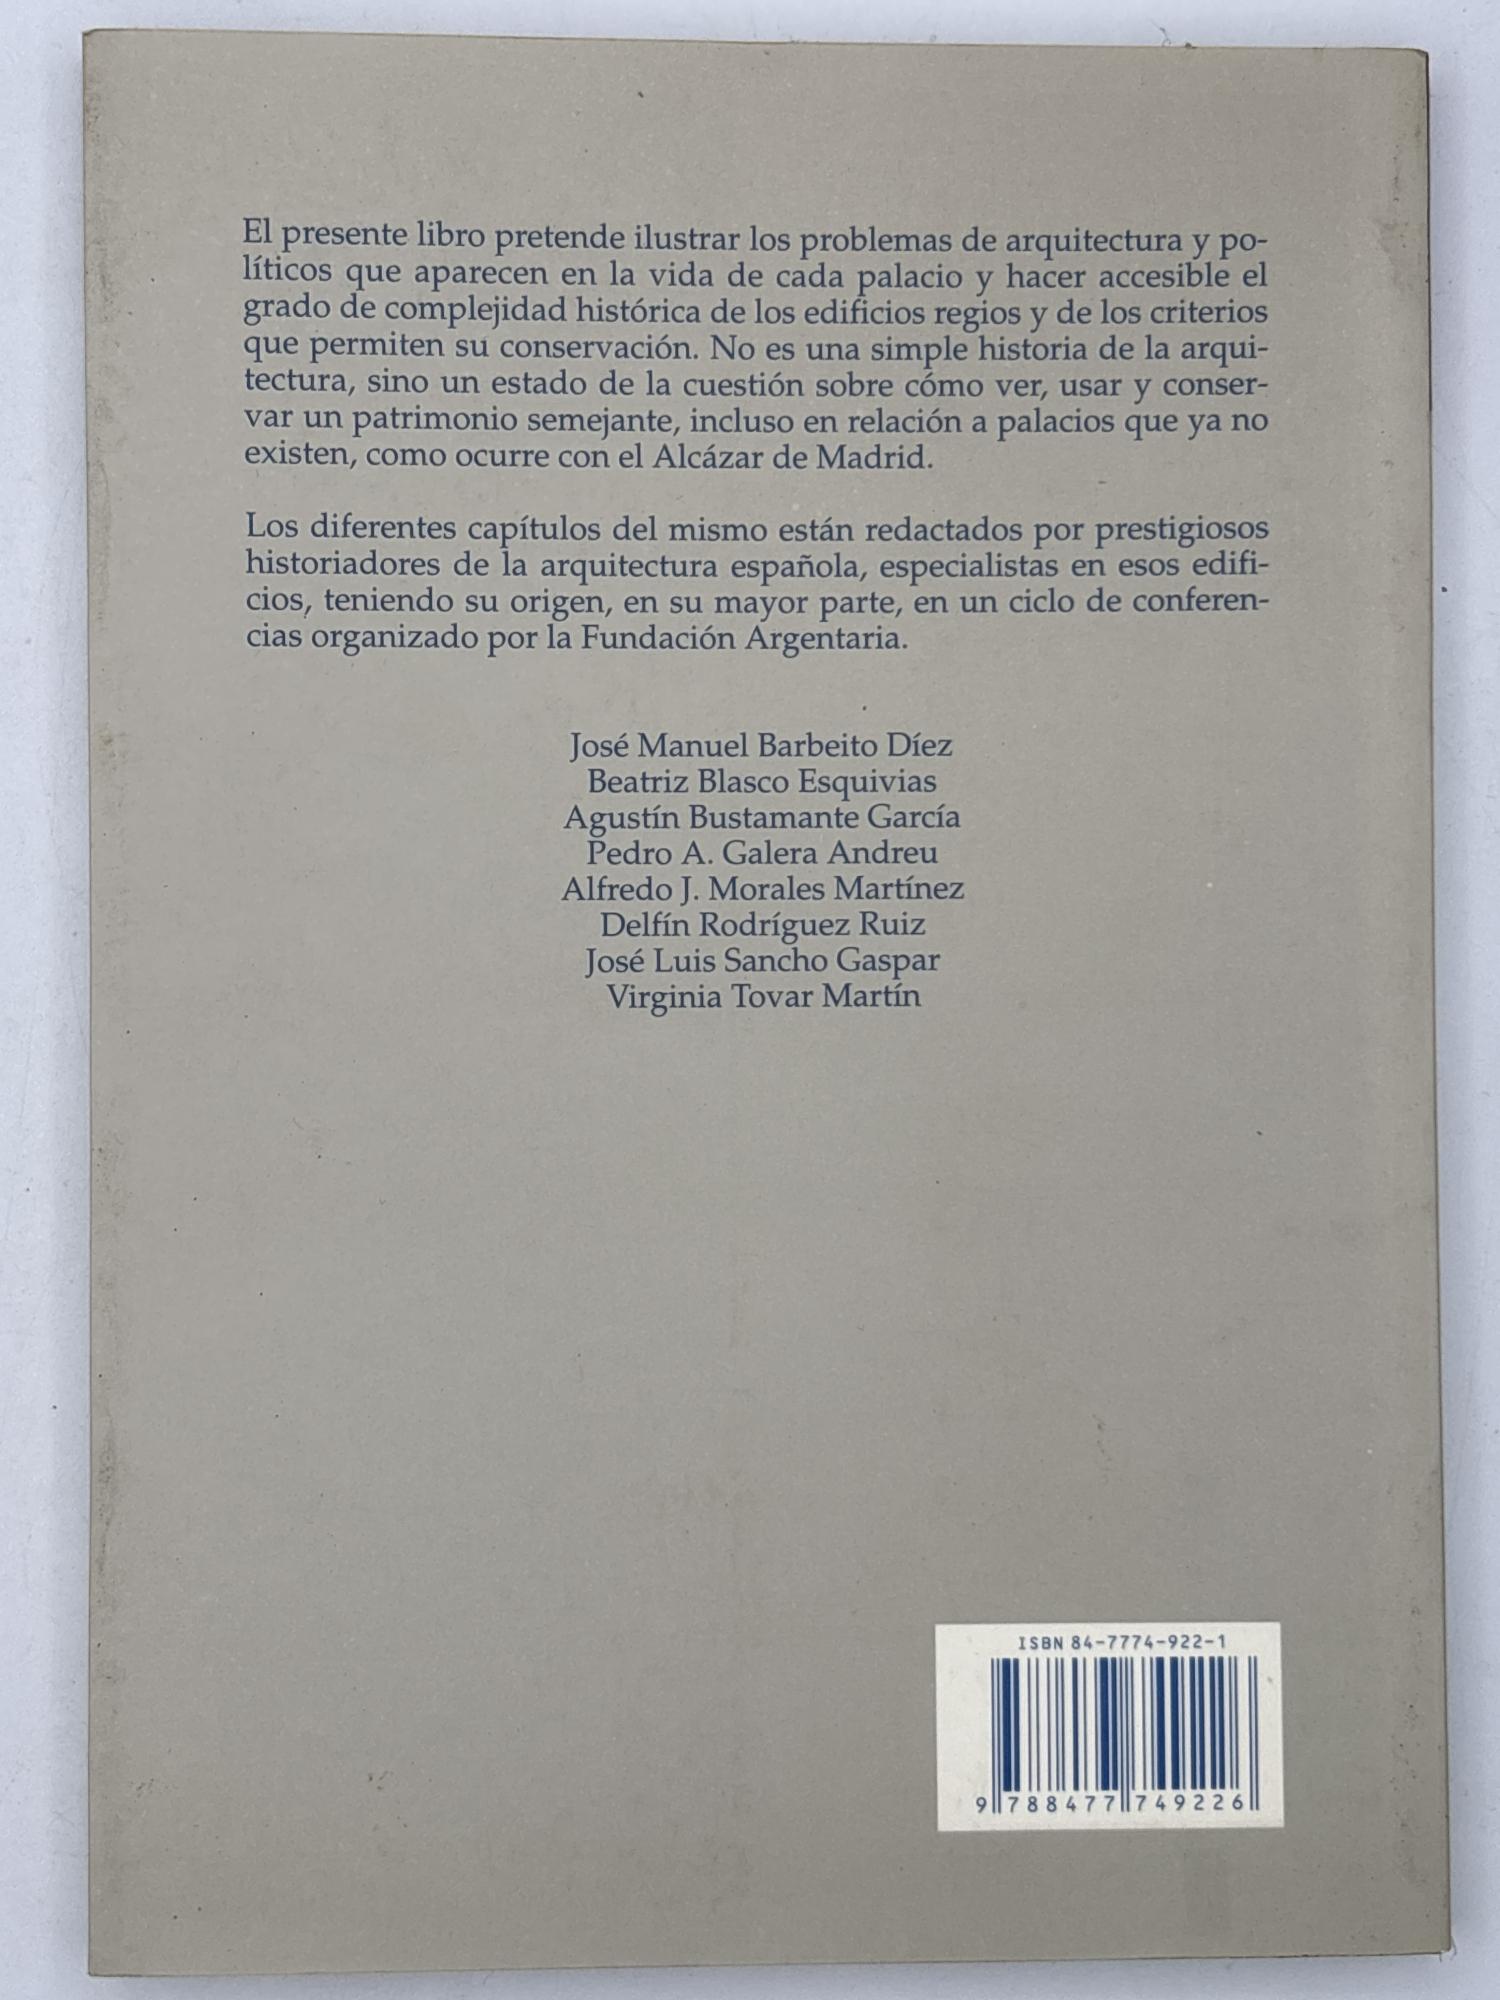 El presente libro pretende ilustrar los problemas de arquitectura y po-
líticos que aparecen en la vida de cada palacio y hacer accesible el
grado de complejidad histórica de los edificios regios y de los criterios
que permiten su conservación. No es una simple historia de la arqui-
tectura, sino un estado de la cuestión sobre cómo ver, usar y conser-
var un patrimonio semejante, incluso en relación a palacios que ya no
existen, como ocurre con el Alcázar de Madrid.
Los diferentes capítulos del mismo están redactados por prestigiosos
historiadores de la arquitectura española, especialistas en esos edifi-
cios, teniendo su origen, en su mayor parte, en un ciclo de conferen-
cias organizado por la Fundación Argentaria.
José Manuel Barbeito Díez
Beatriz Blasco Esquivias
Agustín Bustamante García
Pedro A. Galera Andreu
Alfredo J. Morales Martínez
Delfín Rodríguez Ruiz
José Luis Sancho Gaspar
Virginia Tovar Martín
ISBN 84-7774-922-1
9 788477 749226